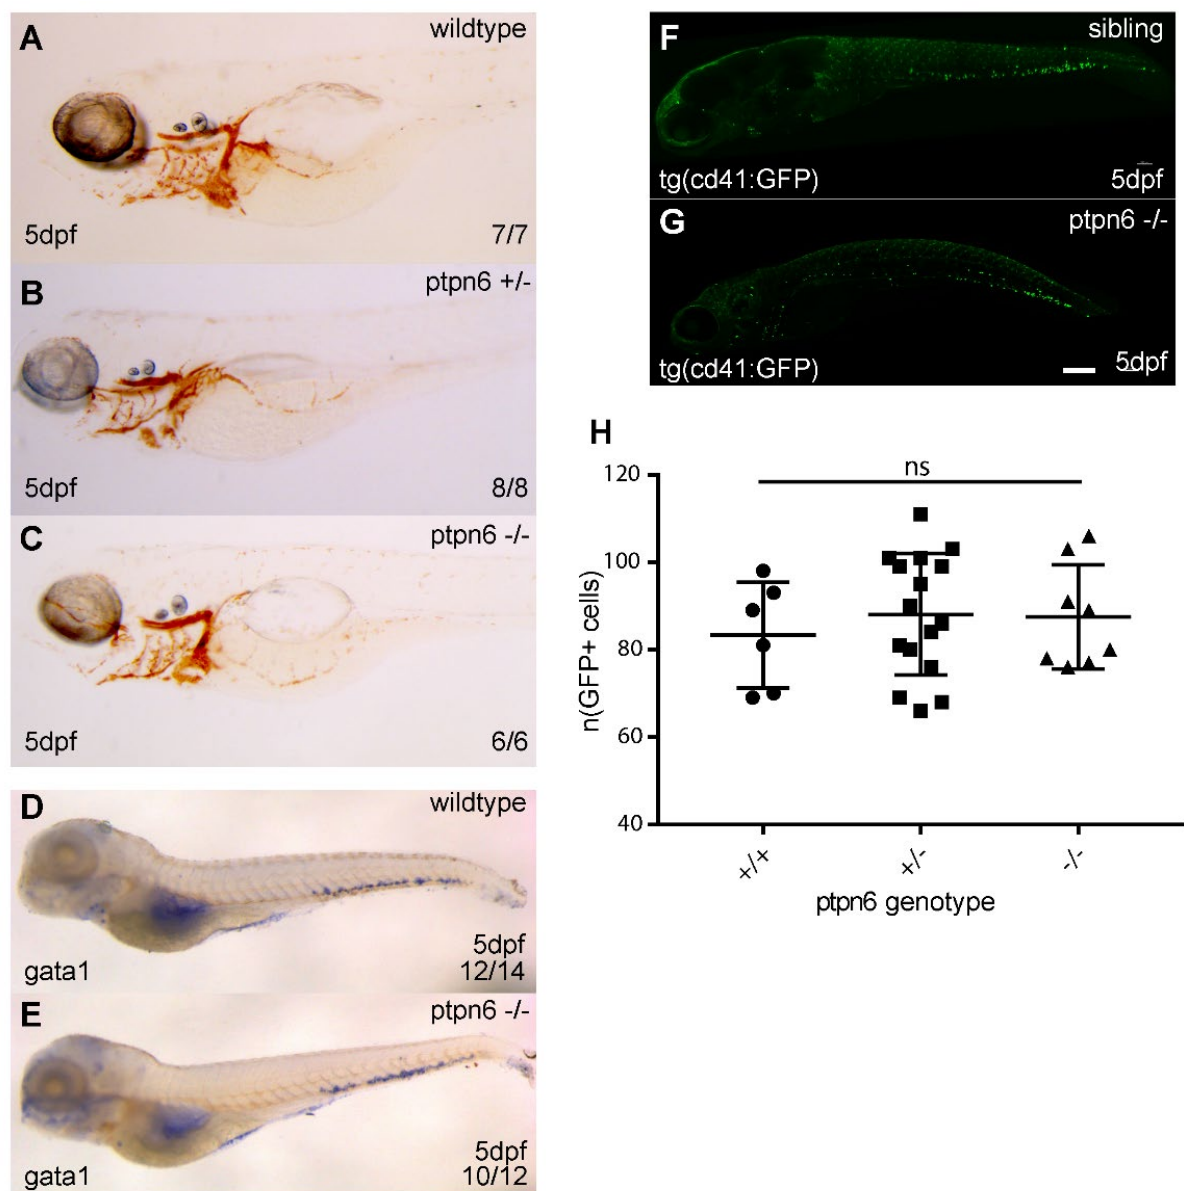 A wildtype
5dpf 7/7
B ptpn6 +/-
5dpf 8/8
C ptpn6 -/-
5dpf 6/6
D wildtype
5dpf
gata1 12/14
E ptpn6 -/-
5dpf
gata1 10/12
F sibling
tg(cd41:GFP) 5dpf
G ptpn6 -/-
tg(cd41:GFP) 5dpf
H
ns
120
100
80
60
40
n(GFP+ cells)
+/+ +/- -/-
ptpn6 genotype